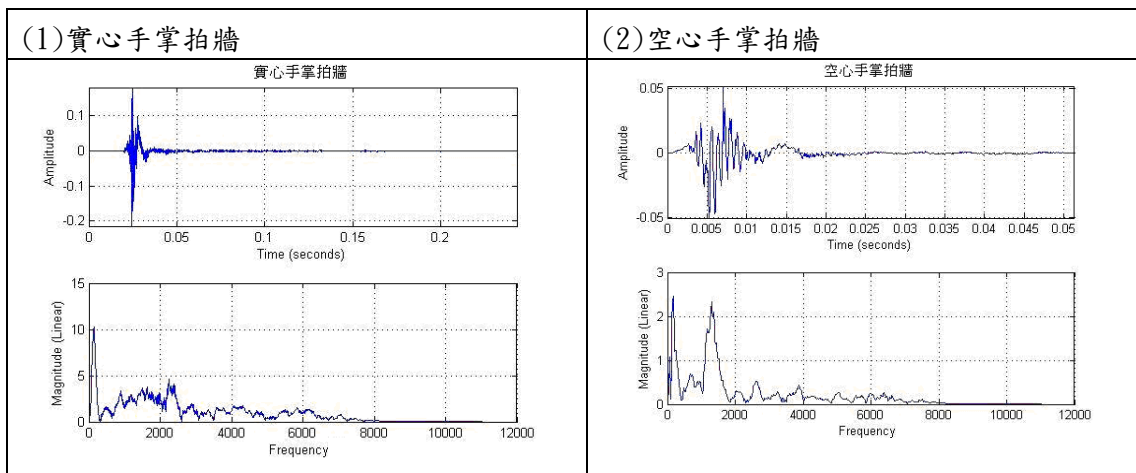 (1)實心手掌拍牆
實心手掌拍牆
0.1
0
-0.1
-0.2
Amplitude
0 0.05 0.1 0.15 0.2
Time (seconds)
15
10
5
0
Magnitude (Linear)
0 2000 4000 6000 8000 10000 12000
Frequency
(2)空心手掌拍牆
空心手掌拍牆
0.05
0
-0.05
Amplitude
0 0.005 0.01 0.015 0.02 0.025 0.03 0.035 0.04 0.045 0.05
Time (seconds)
3
2
1
0
Magnitude (Linear)
0 2000 4000 6000 8000 10000 12000
Frequency